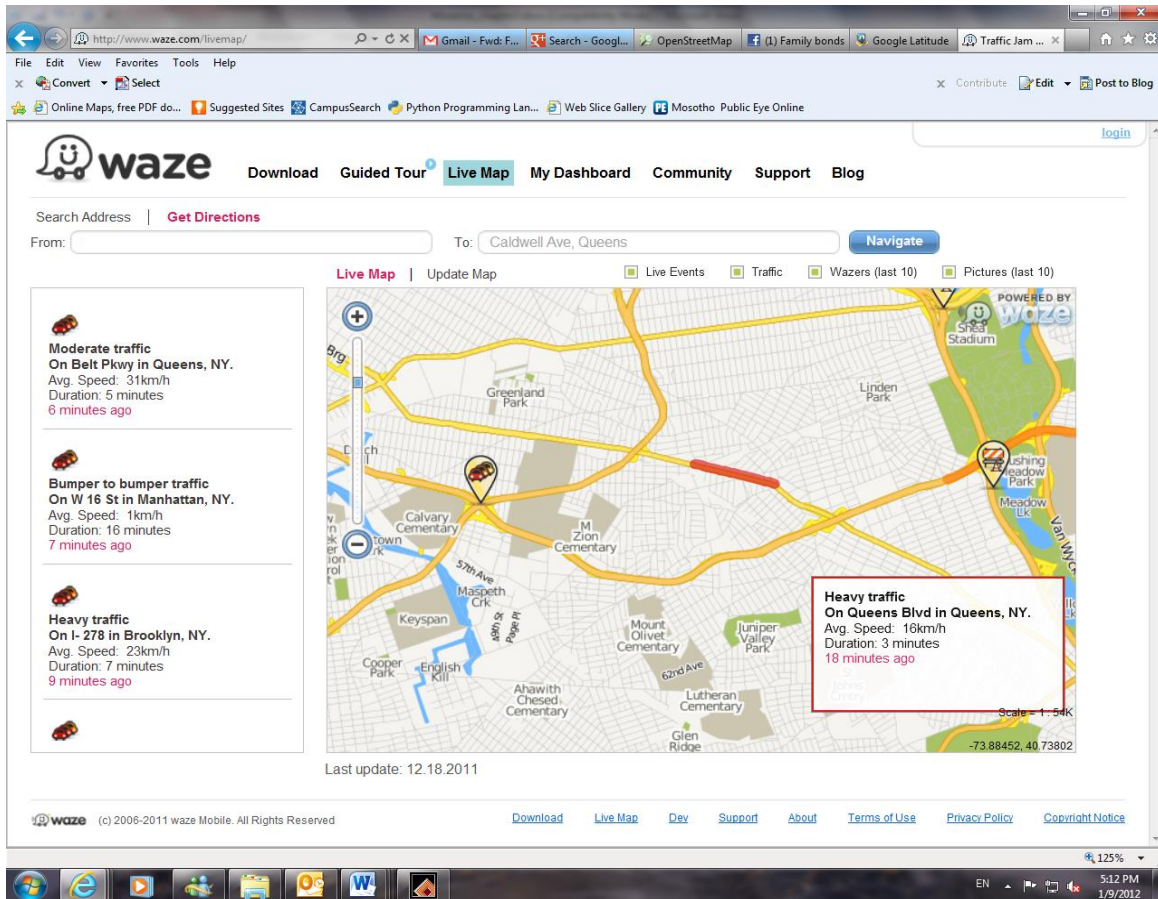 http://www.waze.com/livemap/
Gmail - Fwd: F...
Search - Googl...
OpenStreetMap
(1) Family bonds
Google Latitude
Traffic Jam ...
File Edit View Favorites Tools Help
Convert Select
Contribute Edit Post to Blog
Online Maps, free PDF do... Suggested Sites CampusSearch Python Programming Lan... Web Slice Gallery Mosotho Public Eye Online
login
waze
Download Guided Tour Live Map My Dashboard Community Support Blog
Search Address | Get Directions
From: To: Caldwell Ave, Queens Navigate
Live Map | Update Map Live Events Traffic Wazers (last 10) Pictures (last 10)
Moderate traffic
On Belt Pkwy in Queens, NY.
Avg. Speed: 31km/h
Duration: 5 minutes
6 minutes ago
Bumper to bumper traffic
On W 16 St in Manhattan, NY.
Avg. Speed: 1km/h
Duration: 16 minutes
7 minutes ago
Heavy traffic
On I- 278 in Brooklyn, NY.
Avg. Speed: 23km/h
Duration: 7 minutes
9 minutes ago
POWERED BY
waze
Shea
Stadium
Brg
Greenland
Park
Linden
Park
Calvary
Cementary
M
Zion
Cementary
Meadow
Park
Meadow
Lk
Van Wyck
57th Ave
Maspeth
Crk
Keyspan
49th St
Page Pl
Mount
Olivet
Cementary
Juniper
Valley
Park
Cooper
Park
English
Kill
62nd Ave
Ahawith
Chesed
Cementary
Lutheran
Cementary
Glen
Ridge
Heavy traffic
On Queens Blvd in Queens, NY.
Avg. Speed: 16km/h
Duration: 3 minutes
18 minutes ago
Scale = 1 : 54K
-73.88452, 40.73802
Last update: 12.18.2011
waze (c) 2006-2011 waze Mobile. All Rights Reserved
Download Live Map Dev Support About Terms of Use Privacy Policy Copyright Notice
125%
EN
5:12 PM
1/9/2012